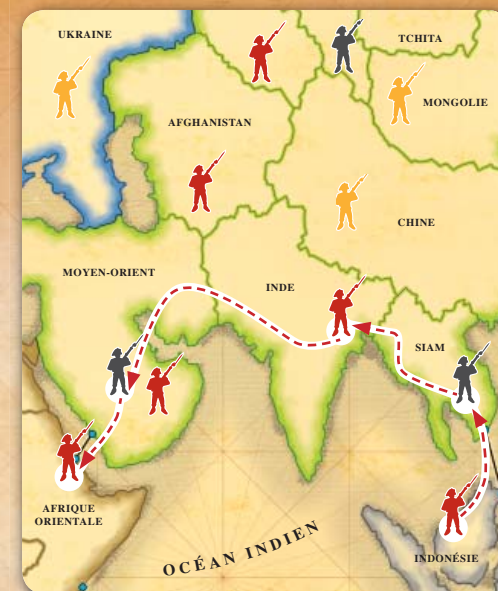 UKRAINE
TCHITA
MONGOLIE
AFGHANISTAN
CHINE
MOYEN-ORIENT
INDE
SIAM
AFRIQUE
ORIENTALE
OCÉAN INDIEN
INDONÉSIE